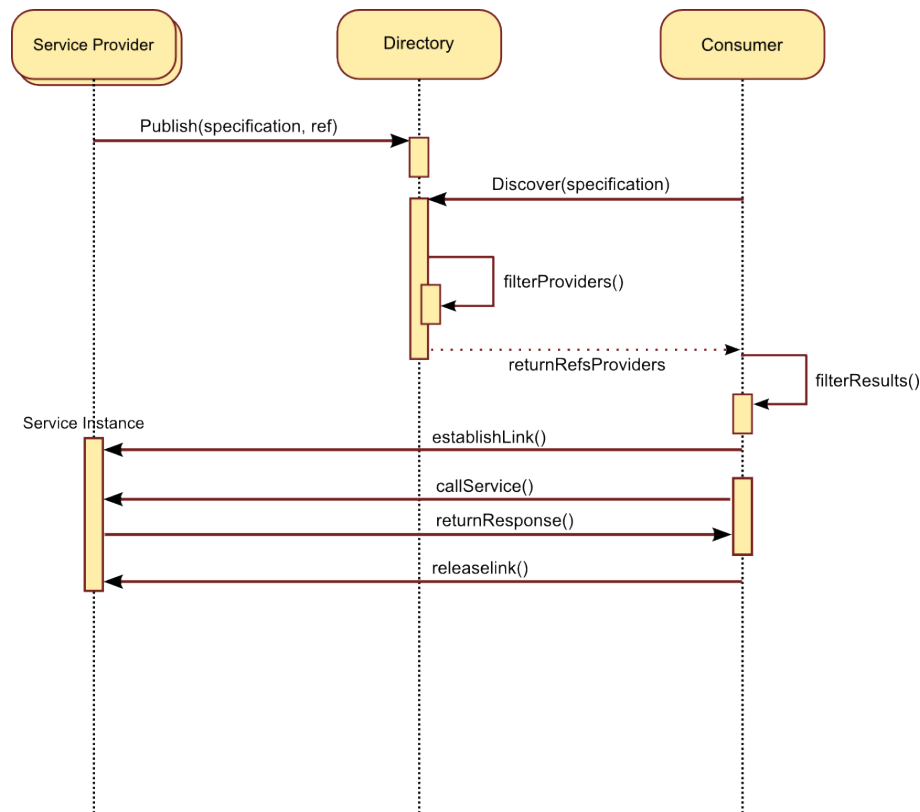 Service Provider
Directory
Consumer
Publish(specification, ref)
Discover(specification)
filterProviders()
returnRefsProviders
filterResults()
Service Instance
establishLink()
callService()
returnResponse()
releaselink()